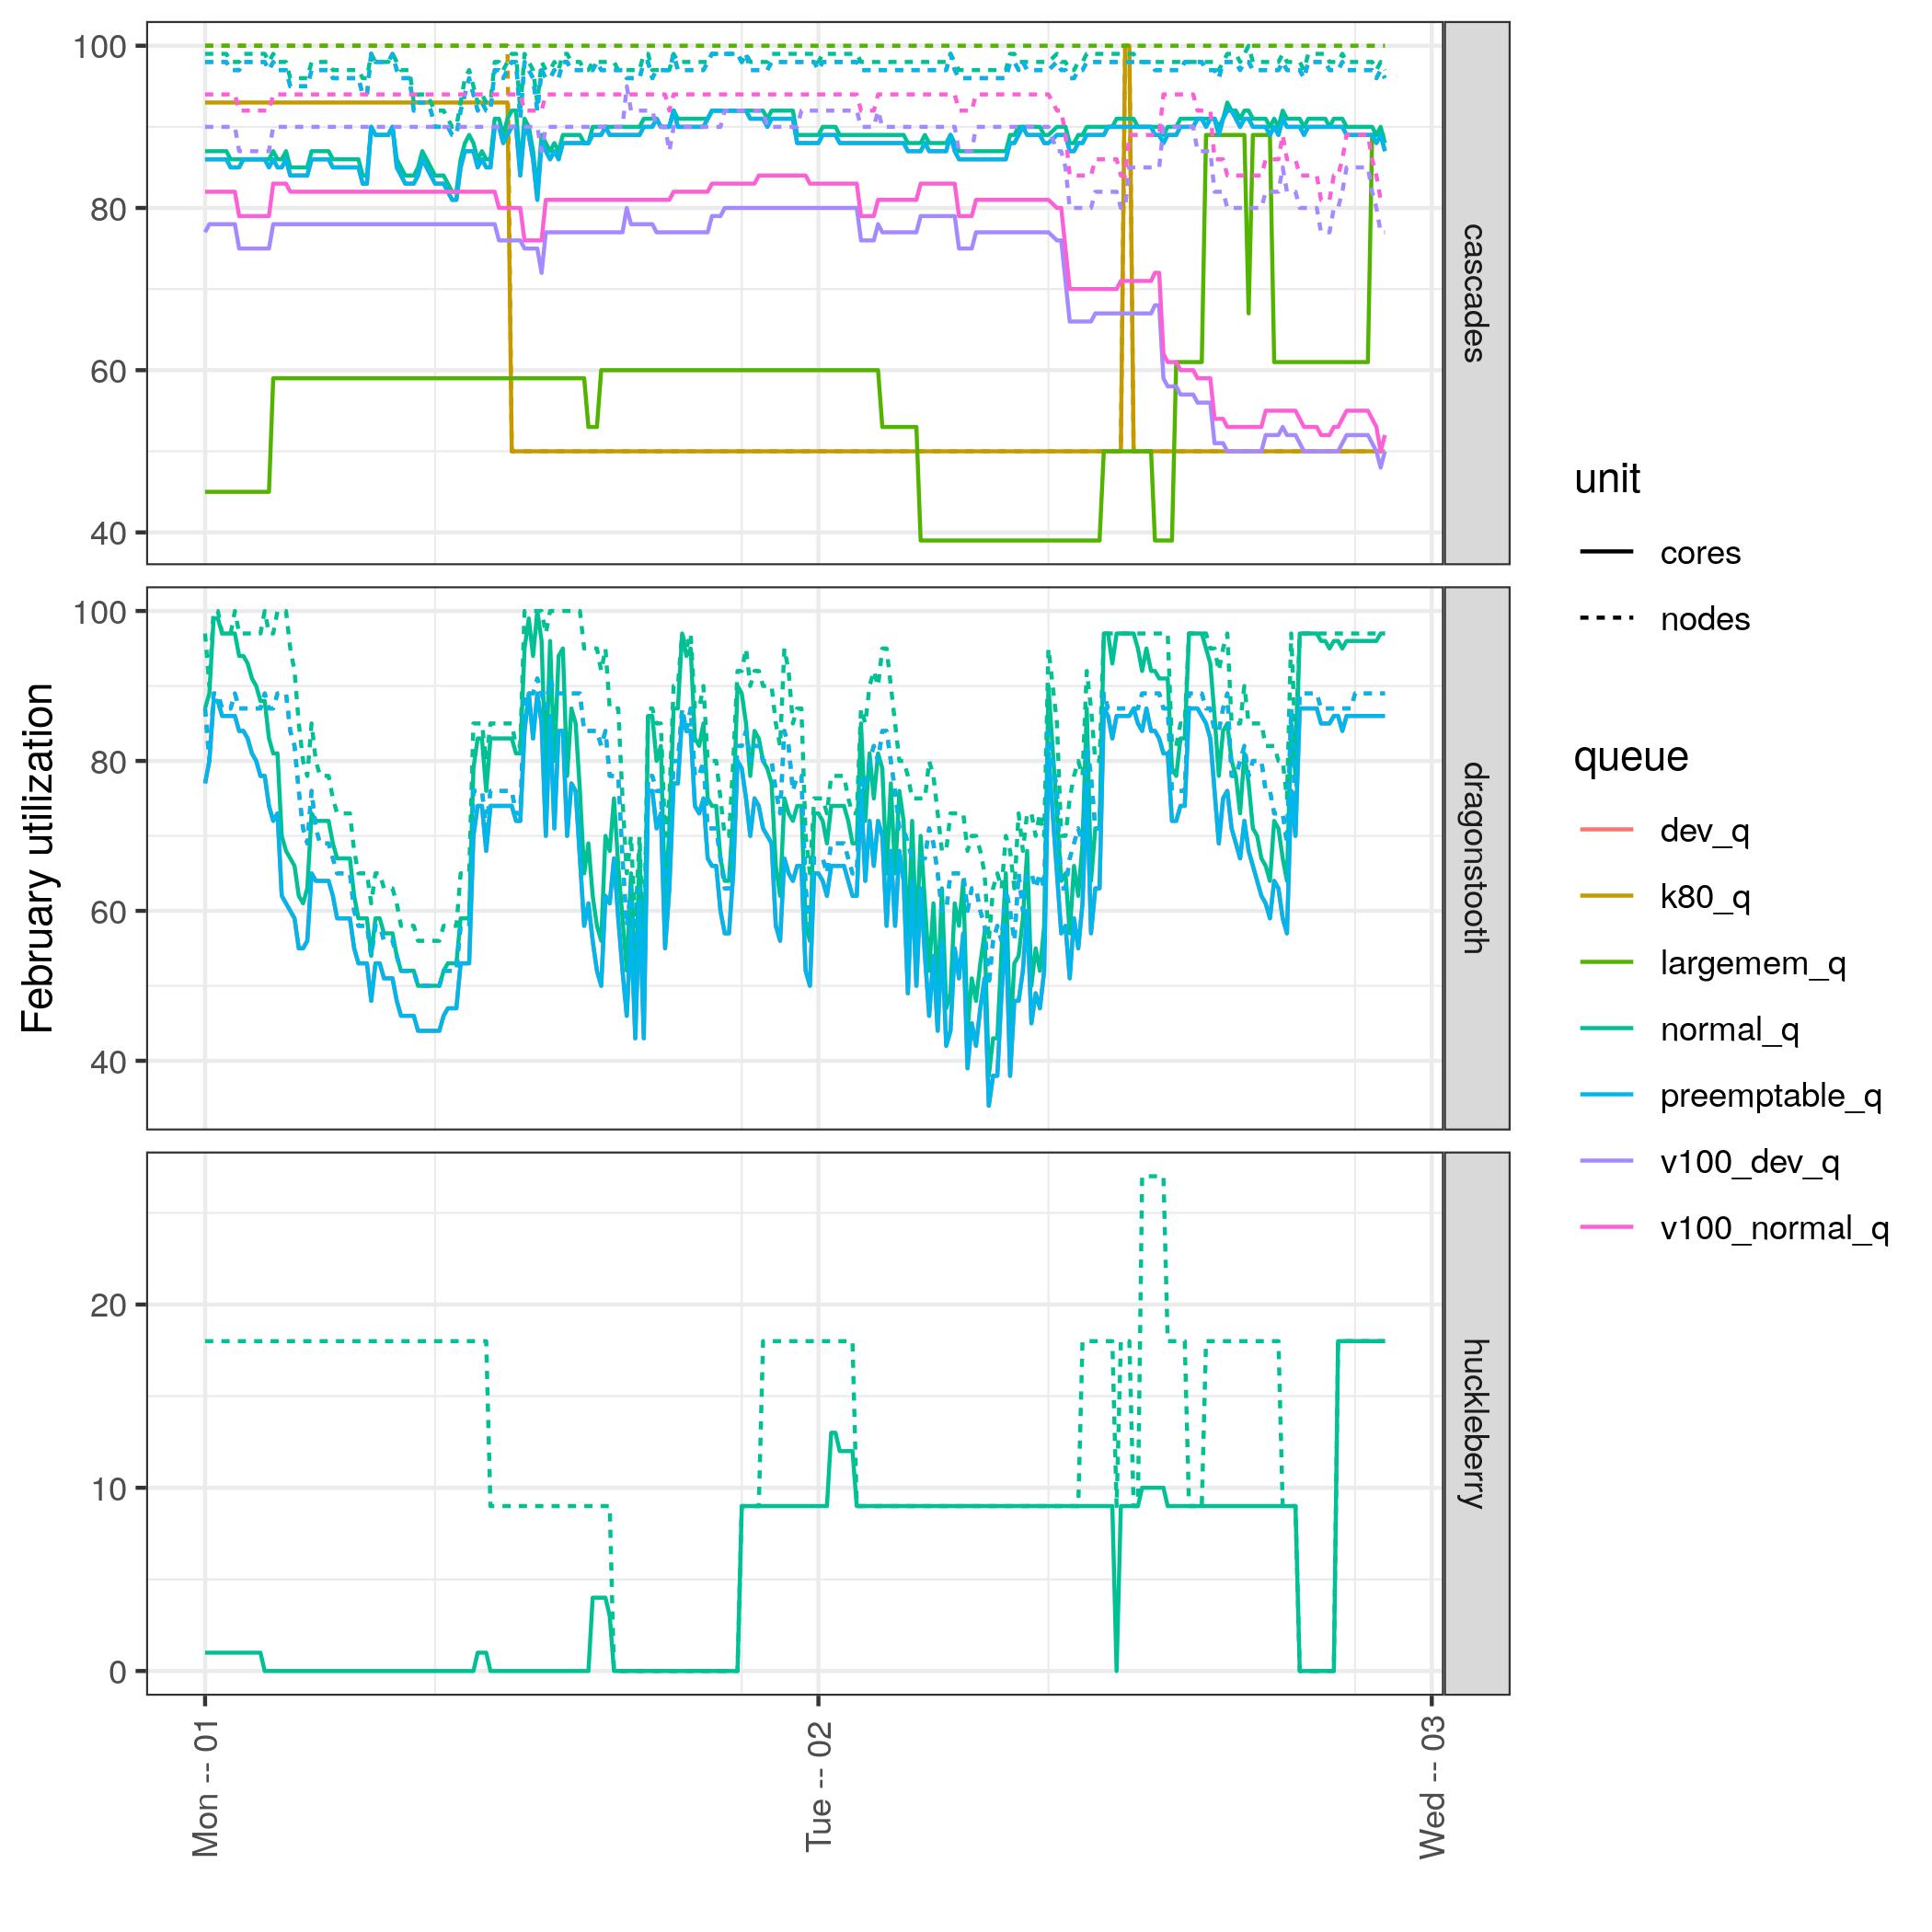 February utilization
100
80
60
40
cascades
100
80
60
40
dragonstooth
20
10
0
huckleberry
Mon -- 01
Tue -- 02
Wed -- 03
unit
cores
nodes
queue
dev_q
k80_q
largemem_q
normal_q
preemptable_q
v100_dev_q
v100_normal_q